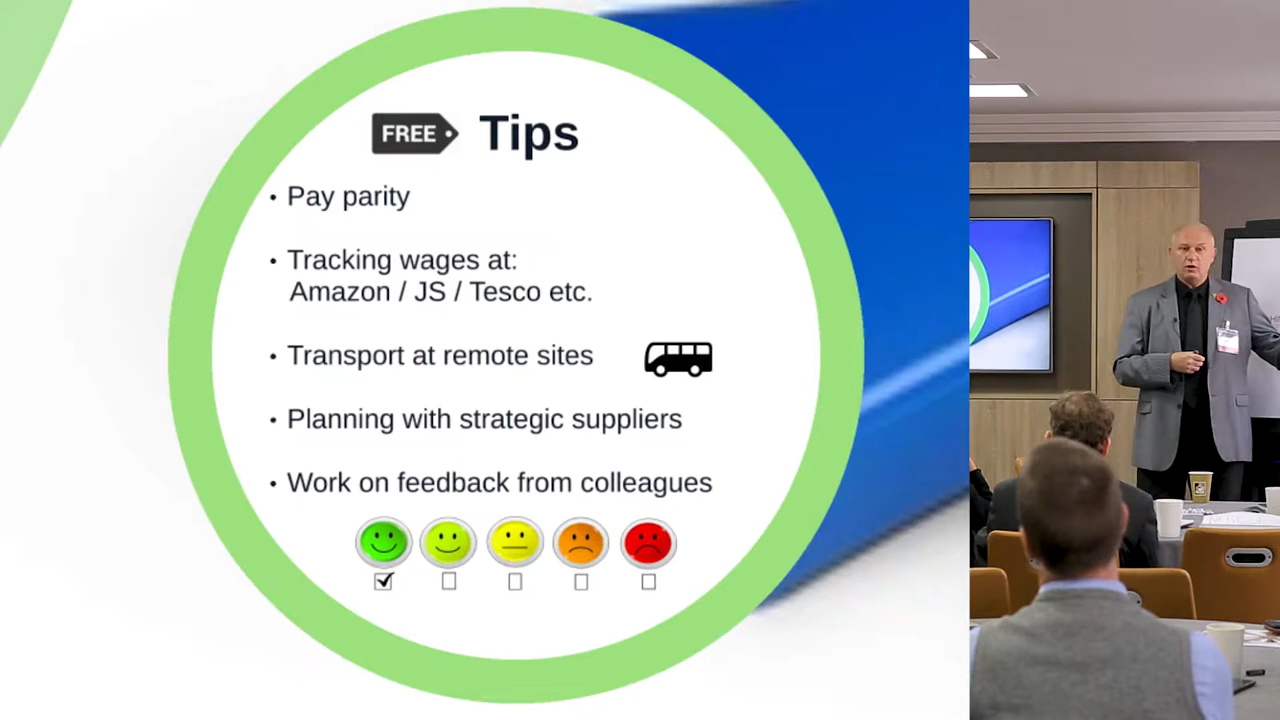 FREE Tips
• Pay parity
• Tracking wages at:
Amazon / JS / Tesco etc.
• Transport at remote sites
• Planning with strategic suppliers
• Work on feedback from colleagues